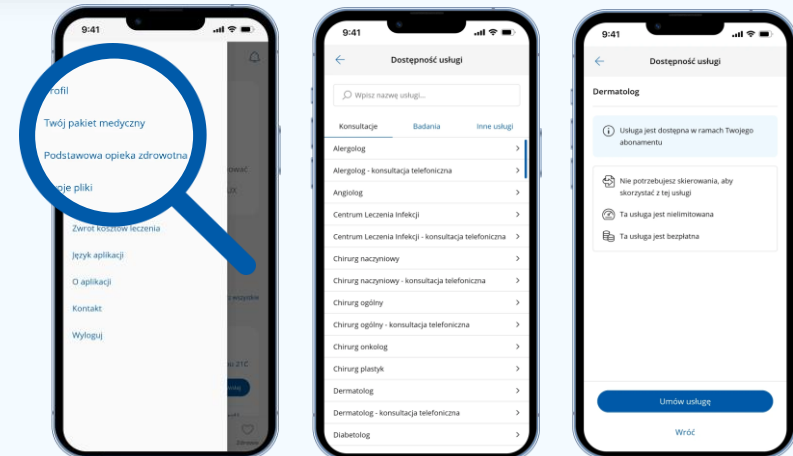 9:41
Profil
Twój pakiet medyczny
Podstawowa opieka zdrowotna
Twoje pliki
Zwrot kosztów leczenia
Język aplikacji
O aplikacji
Kontakt
Wyloguj
wszystkie
21C
9:41
Dostępność usługi
Wpisz nazwę usługi...
Konsultacje Badania Inne usługi
Alergolog
Alergolog - konsultacja telefoniczna
Angiolog
Centrum Leczenia Infekcji
Centrum Leczenia Infekcji - konsultacja telefoniczna
Chirurg naczyniowy
Chirurg naczyniowy - konsultacja telefoniczna
Chirurg ogólny
Chirurg ogólny - konsultacja telefoniczna
Chirurg onkolog
Chirurg plastyk
Dermatolog
Dermatolog - konsultacja telefoniczna
Diabetolog
9:41
Dostępność usługi
Dermatolog
Usługa jest dostępna w ramach Twojego
abonamentu
Nie potrzebujesz skierowania, aby
skorzystać z tej usługi
Ta usługa jest nielimitowana
Ta usługa jest bezpłatna
Umów usługę
Wróć